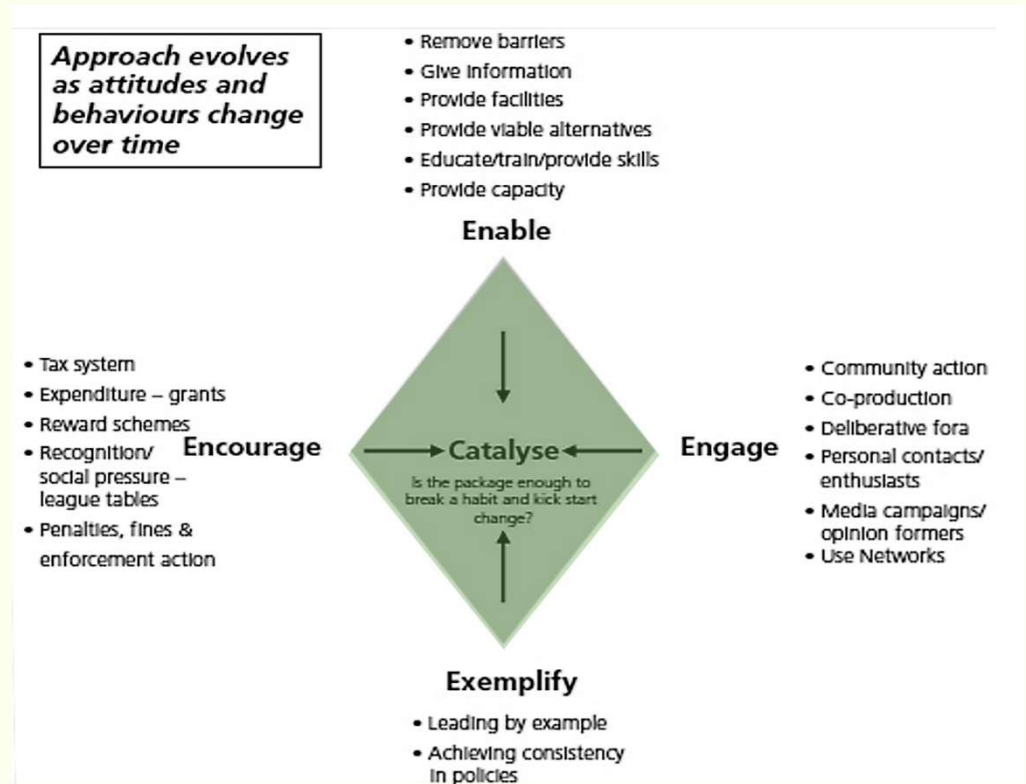 Approach evolves
as attitudes and
behaviours change
over time
• Remove barriers
• Give information
• Provide facilities
• Provide viable alternatives
• Educate/train/provide skills
• Provide capacity
Enable
• Tax system
• Expenditure – grants
• Reward schemes
• Recognition/
social pressure –
league tables
• Penalties, fines &
enforcement action
Encourage
Catalyse
Is the package enough to
break a habit and kick start
change?
Engage
• Community action
• Co-production
• Deliberative fora
• Personal contacts/
enthusiasts
• Media campaigns/
opinion formers
• Use Networks
Exemplify
• Leading by example
• Achieving consistency
in policies